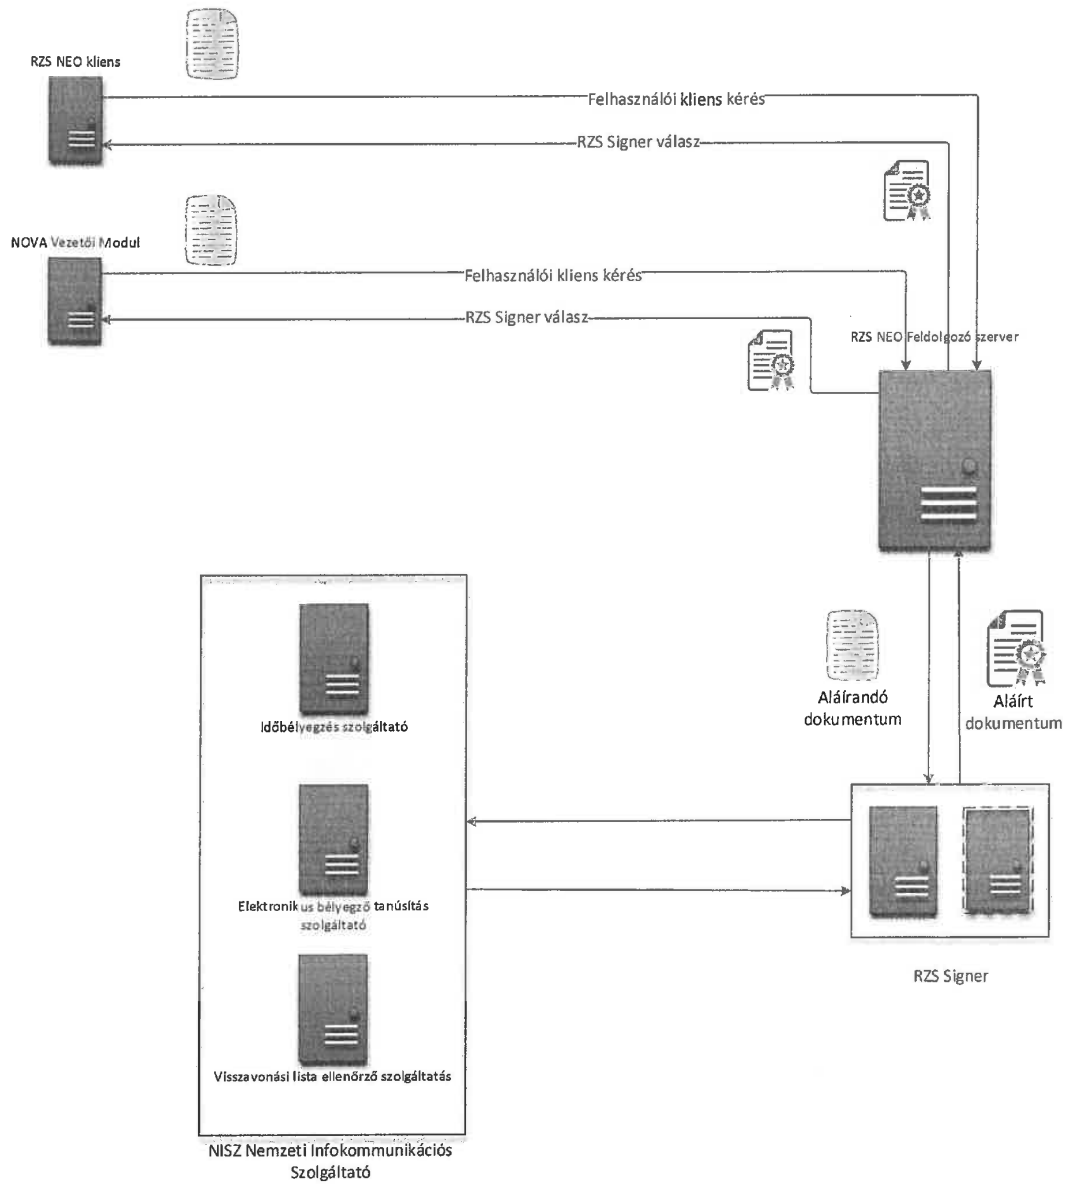 RZS NEO kliens
Felhasználói kliens kérés
RZS Signer válasz
NOVA Vezetői Modul
Felhasználói kliens kérés
RZS Signer válasz
RZS NEO Feldolgozó szerver
Aláírandó
dokumentum
Aláírt
dokumentum
Időbélyegzés szolgáltató
Elektronikus bélyegző tanúsítás
szolgáltató
Visszavonási lista ellenőrző szolgáltatás
RZS Signer
NISZ Nemzeti Infokommunikációs
Szolgáltató